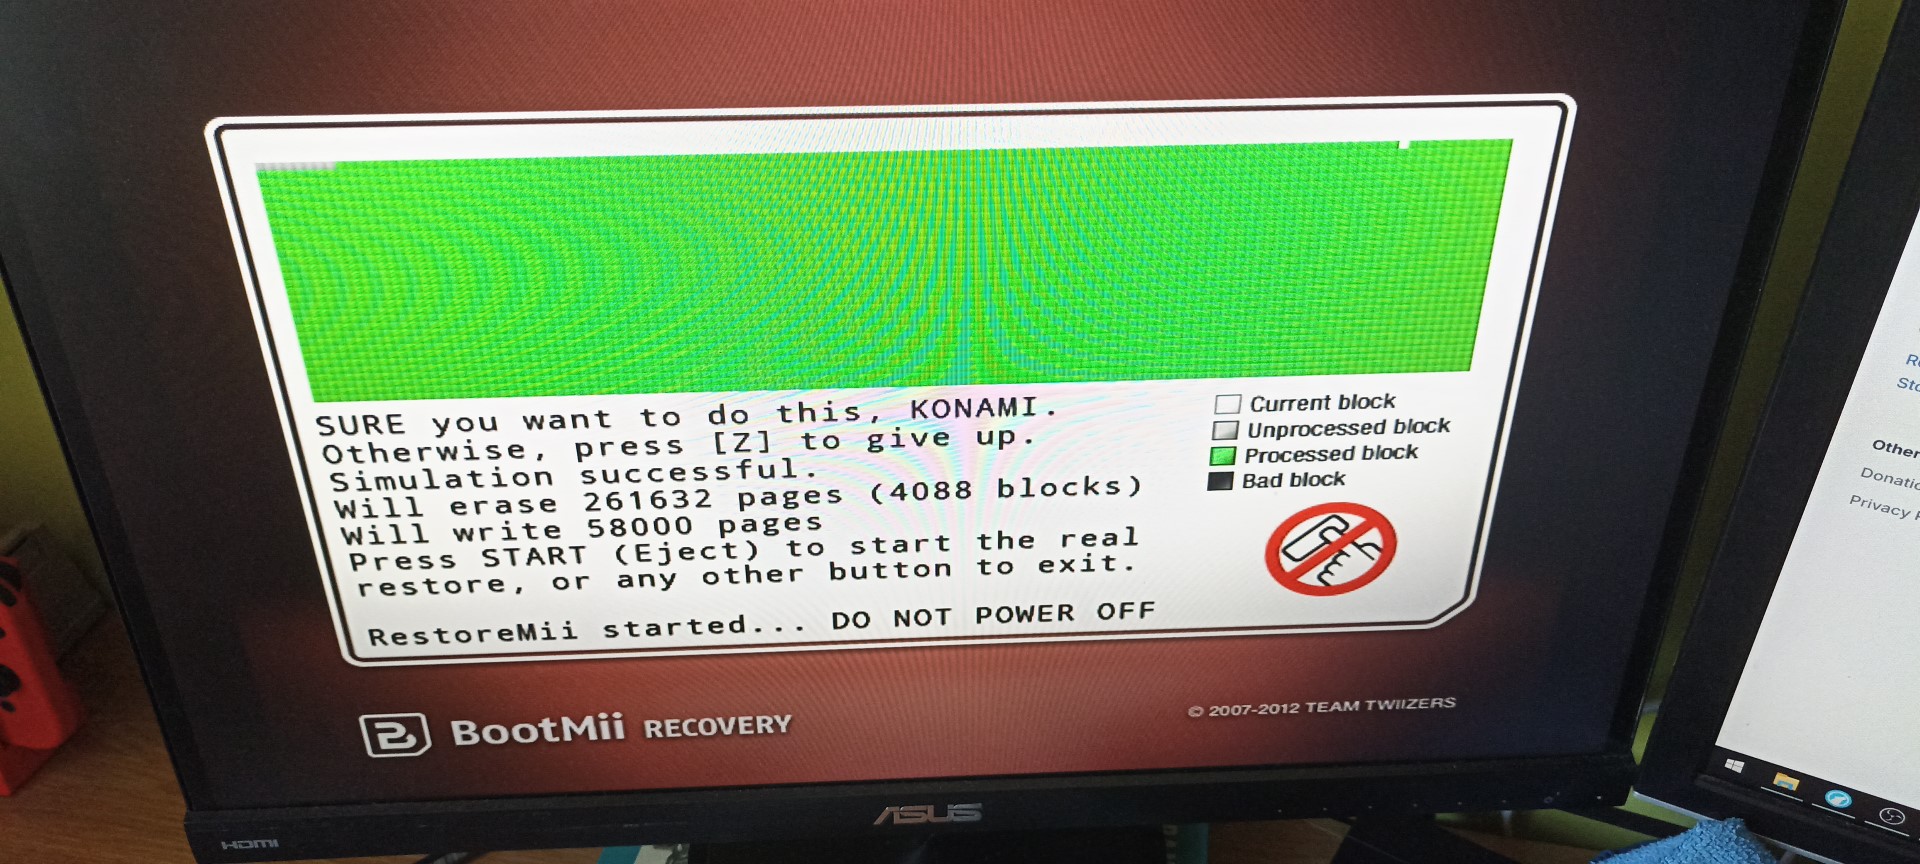 SURE you want to do this, KONAMI.
Otherwise, press [Z] to give up.
Simulation successful.
Will erase 261632 pages (4088 blocks)
Will write 58000 pages
Press START (Eject) to start the real
restore, or any other button to exit.
RestoreMii started... DO NOT POWER OFF
Current block
Unprocessed block
Processed block
Bad block
BootMii RECOVERY
© 2007-2012 TEAM TWIIZERS
HDMI
ASUS
Other
Privacy